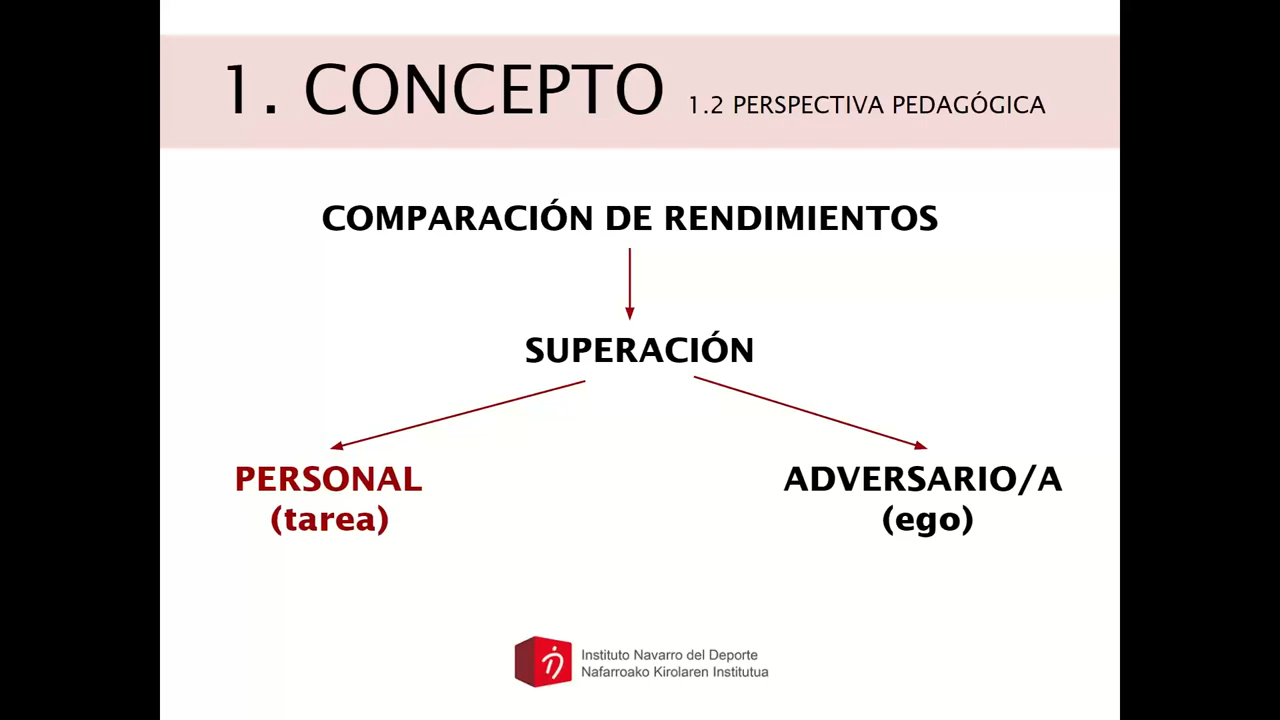 1. CONCEPTO 1.2 PERSPECTIVA PEDAGÓGICA
COMPARACIÓN DE RENDIMIENTOS
SUPERACIÓN
PERSONAL
(tarea)
ADVERSARIO/A
(ego)
Instituto Navarro del Deporte
Nafarroako Kirolaren Institutua